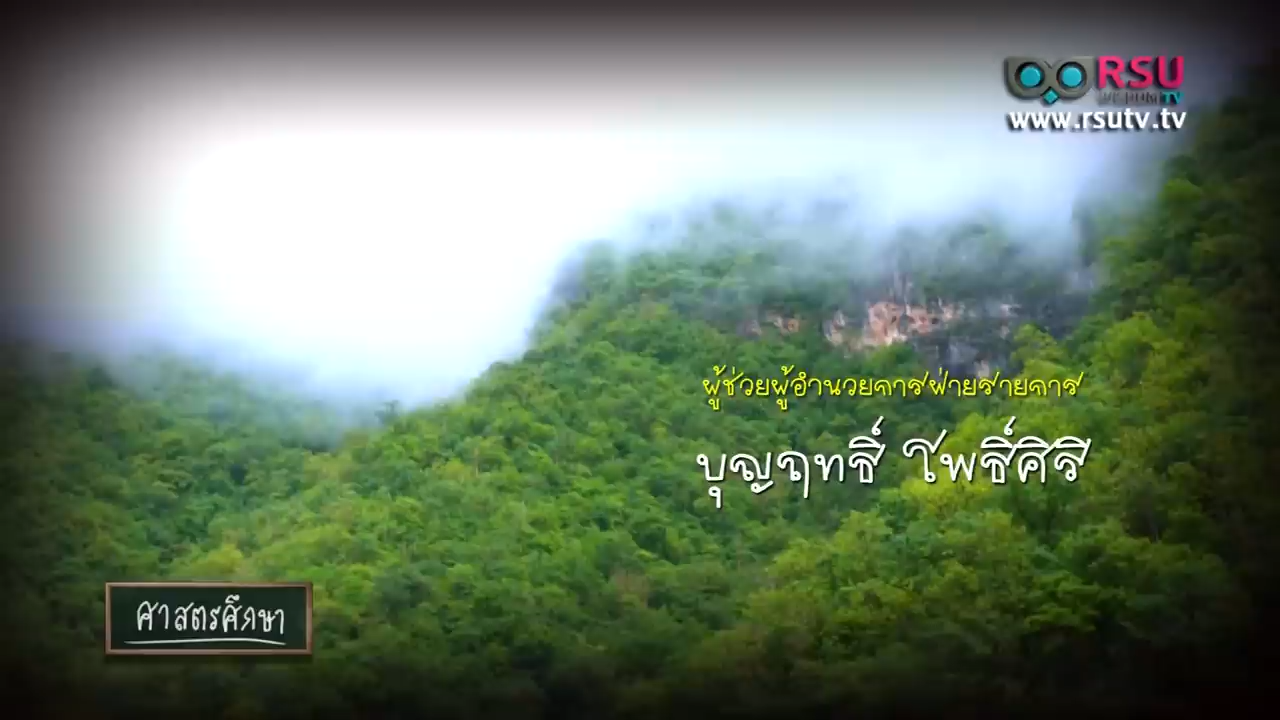 RSU
WISDOM TV
www.rsutv.tv
ผู้ช่วยผู้อำนวยการฝ่ายรายการ
บุญฤทธิ์ โพธิ์ศิริ
ศาสตรศึกษา